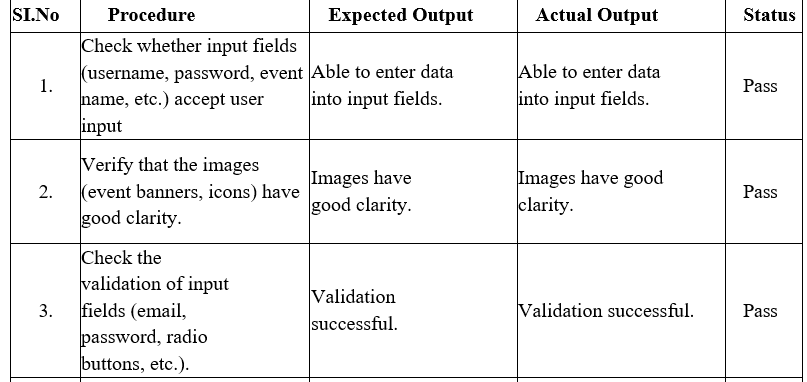 SI.No Procedure Expected Output Actual Output Status
1. Check whether input fields
(username, password, event
name, etc.) accept user
input
Able to enter data
into input fields.
Able to enter data
into input fields.
Pass
2. Verify that the images
(event banners, icons) have
good clarity.
Images have
good clarity.
Images have good
clarity.
Pass
3. Check the
validation of input
fields (email,
password, radio
buttons, etc.).
Validation
successful.
Validation successful.
Pass